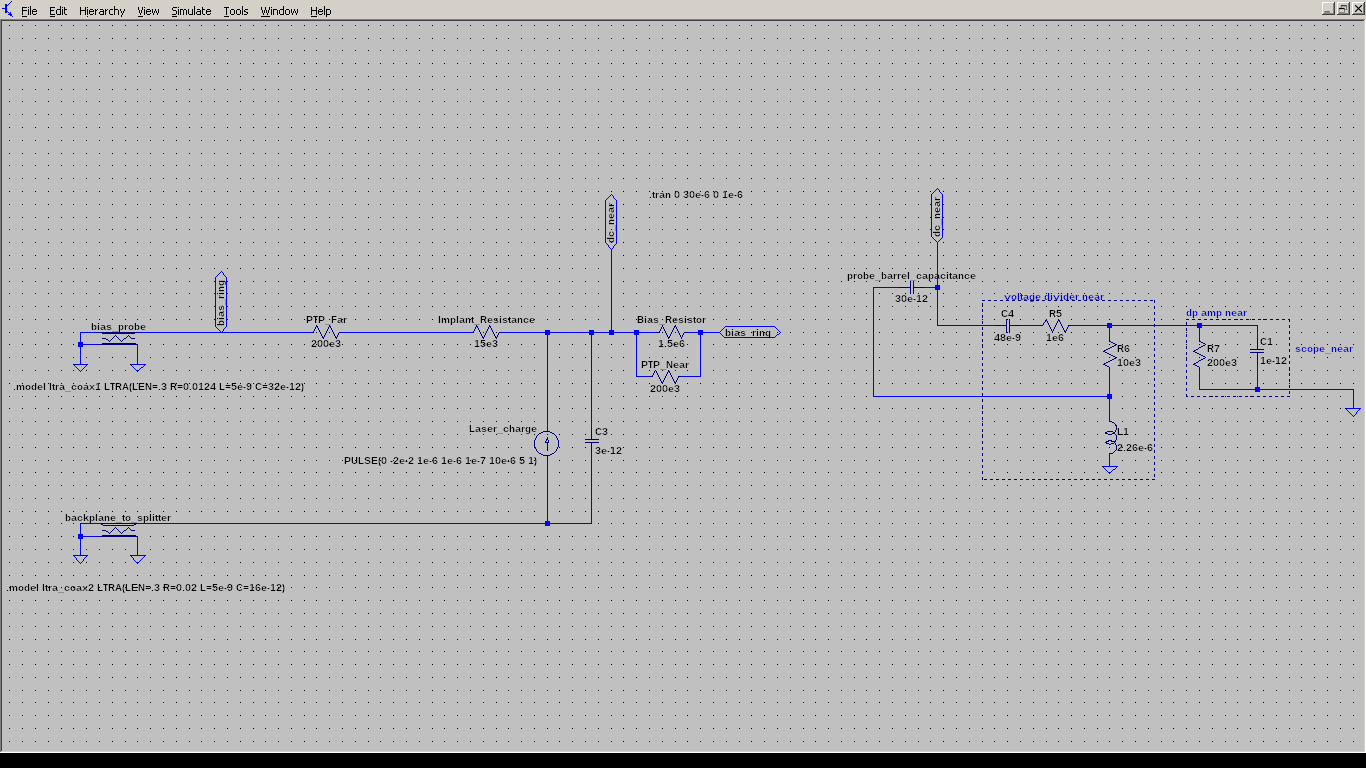 File Edit Hierarchy View Simulate Tools Window Help
.tran 0 30e-6 0 1e-6
dc_near
dc_near
bias_ring
probe_barrel_capacitance
30e-12
voltage divider near
C4
48e-9
R5
1e6
R6
10e3
L1
2.26e-6
dp amp near
R7
200e3
C1
1e-12
scope_near
bias_probe
PTP_Far
200e3
Implant_Resistance
15e3
Bias_Resistor
1.5e6
bias_ring
PTP_Near
200e3
.model ltra_coax1 LTRA(LEN=.3 R=0.0124 L=5e-9 C=32e-12)
Laser_charge
C3
3e-12
PULSE(0 -2e-2 1e-6 1e-6 1e-7 10e-6 5 1)
backplane_to_splitter
.model ltra_coax2 LTRA(LEN=.3 R=0.02 L=5e-9 C=16e-12)